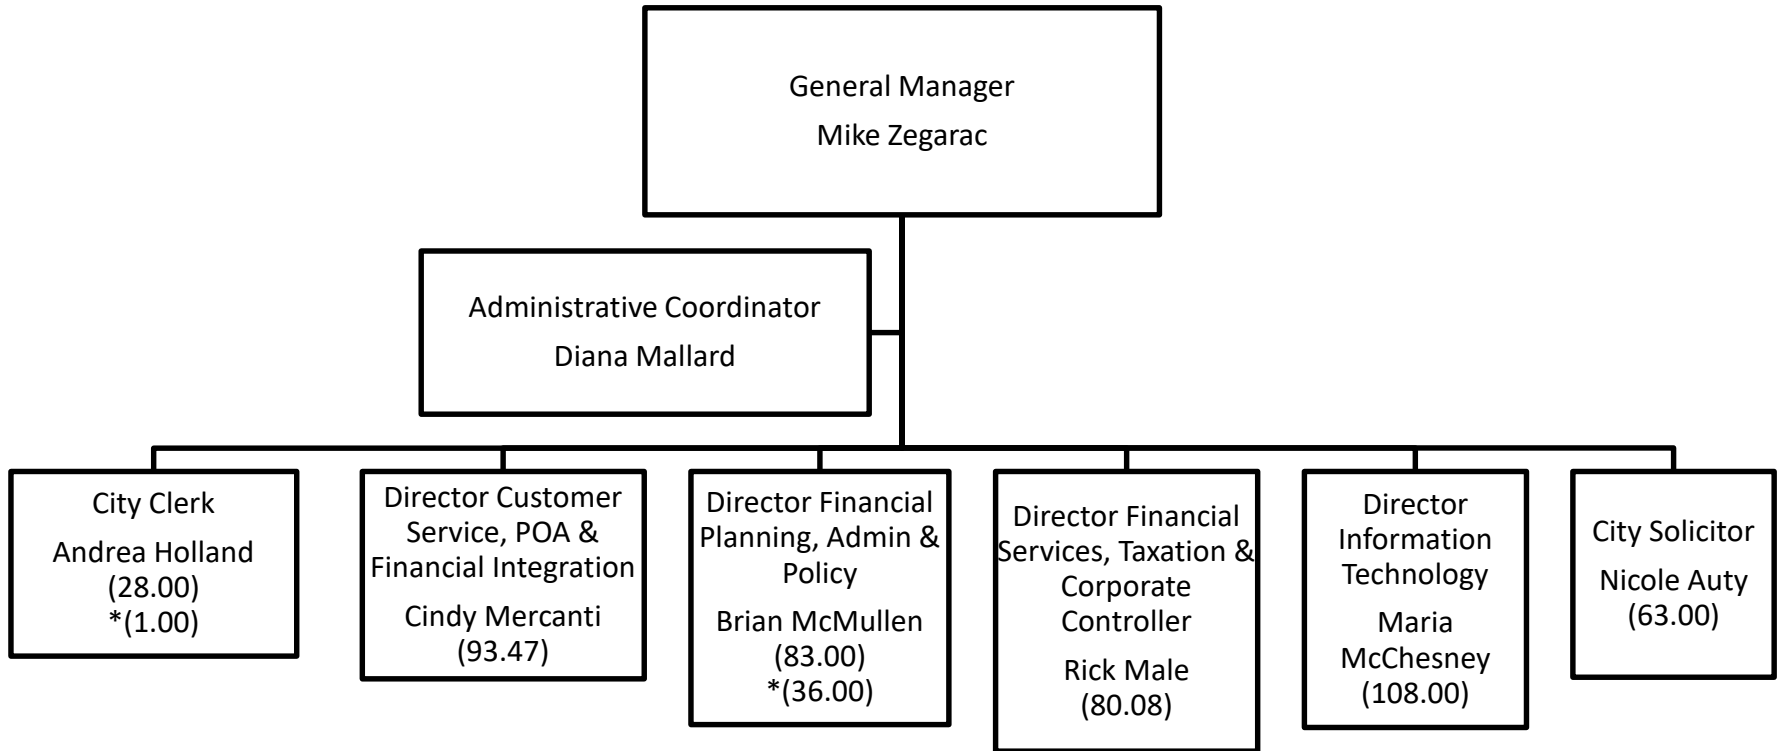 General Manager
Mike Zegarac
Administrative Coordinator
Diana Mallard
City Clerk
Andrea Holland
(28.00)
*(1.00)
Director Customer
Service, POA &
Financial Integration
Cindy Mercanti
(93.47)
Director Financial
Planning, Admin &
Policy
Brian McMullen
(83.00)
*(36.00)
Director Financial
Services, Taxation &
Corporate
Controller
Rick Male
(80.08)
Director
Information
Technology
Maria
McChesney
(108.00)
City Solicitor
Nicole Auty
(63.00)